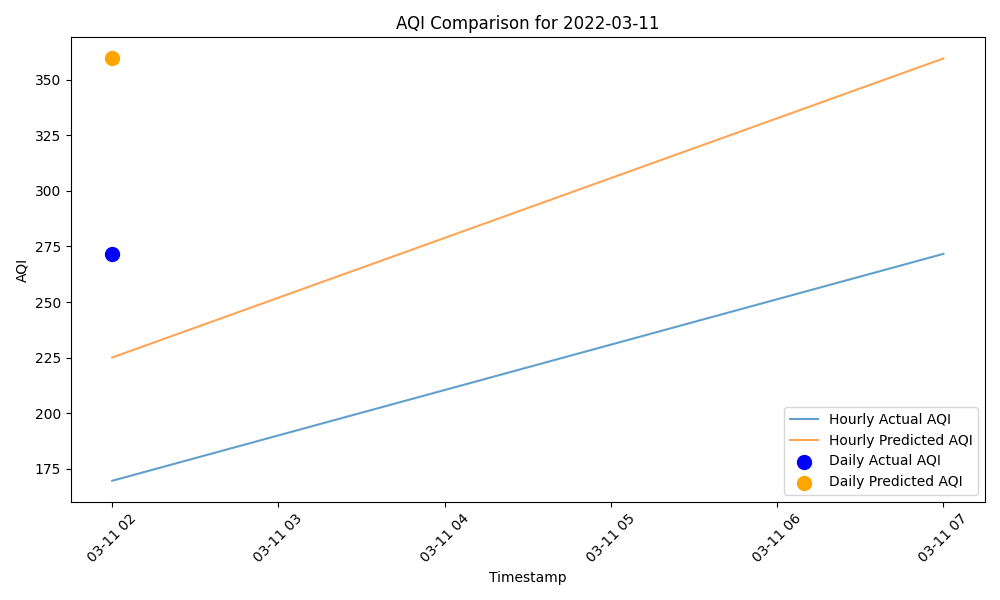 AQI Comparison for 2022-03-11
AQI
350
325
300
275
250
225
200
175
03-11 02
03-11 03
03-11 04
03-11 05
03-11 06
03-11 07
Timestamp
Hourly Actual AQI
Hourly Predicted AQI
Daily Actual AQI
Daily Predicted AQI